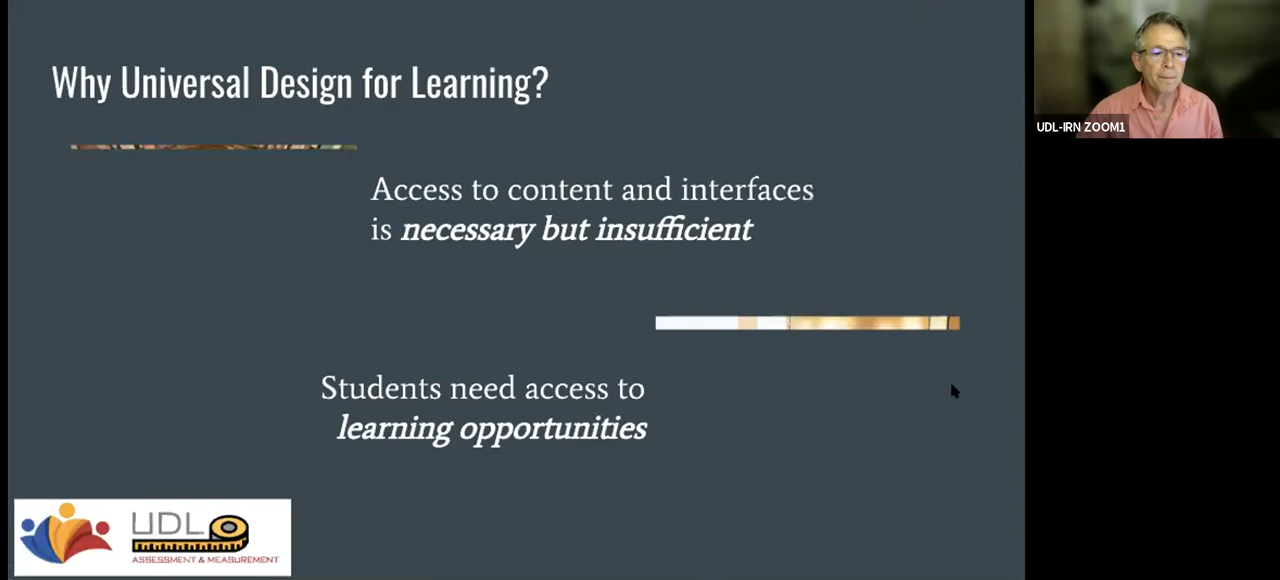 Why Universal Design for Learning?
Access to content and interfaces
is necessary but insufficient
Students need access to
learning opportunities
UDL
ASSESSMENT & MEASUREMENT
UDL-IRN ZOOM1